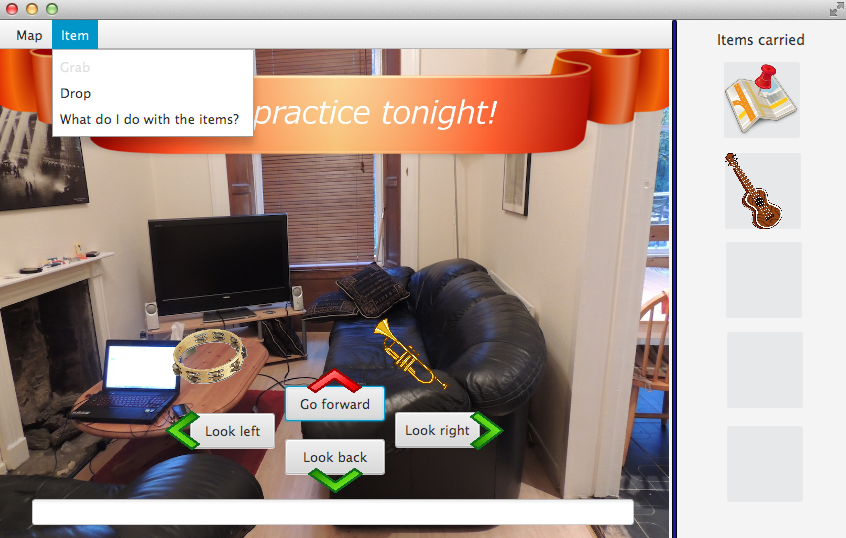 Map Item
Items carried
Grab
Drop
What do I do with the items?
practice tonight!
Go forward
Look left
Look right
Look back